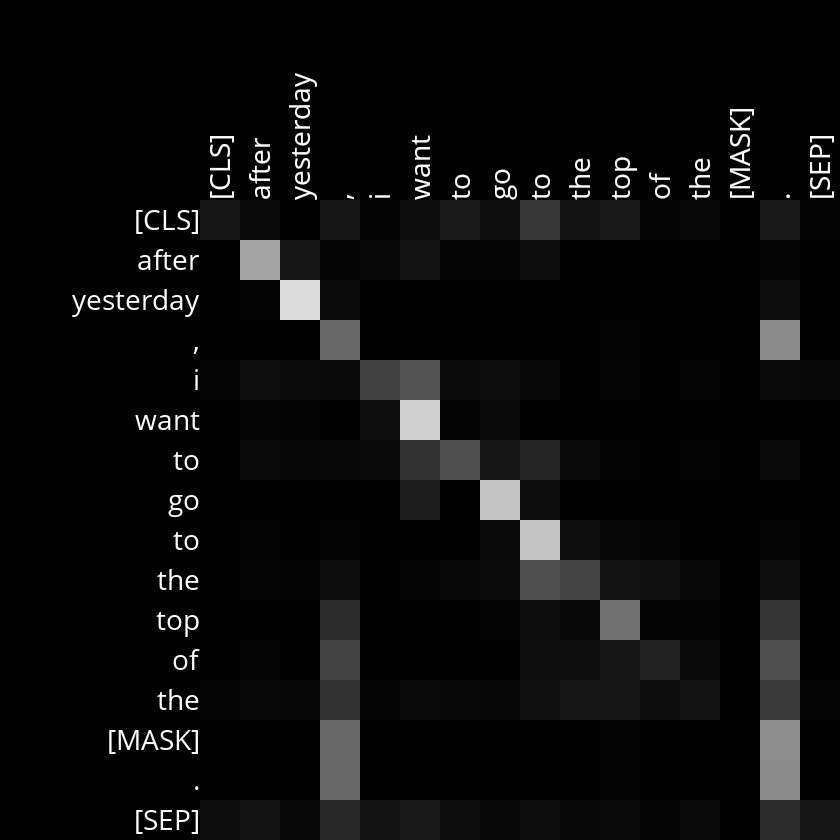 [CLS] after yesterday , i want to go to the top of the [MASK] . [SEP]
[CLS]
after
yesterday
,
i
want
to
go
to
the
top
of
the
[MASK]
.
[SEP]